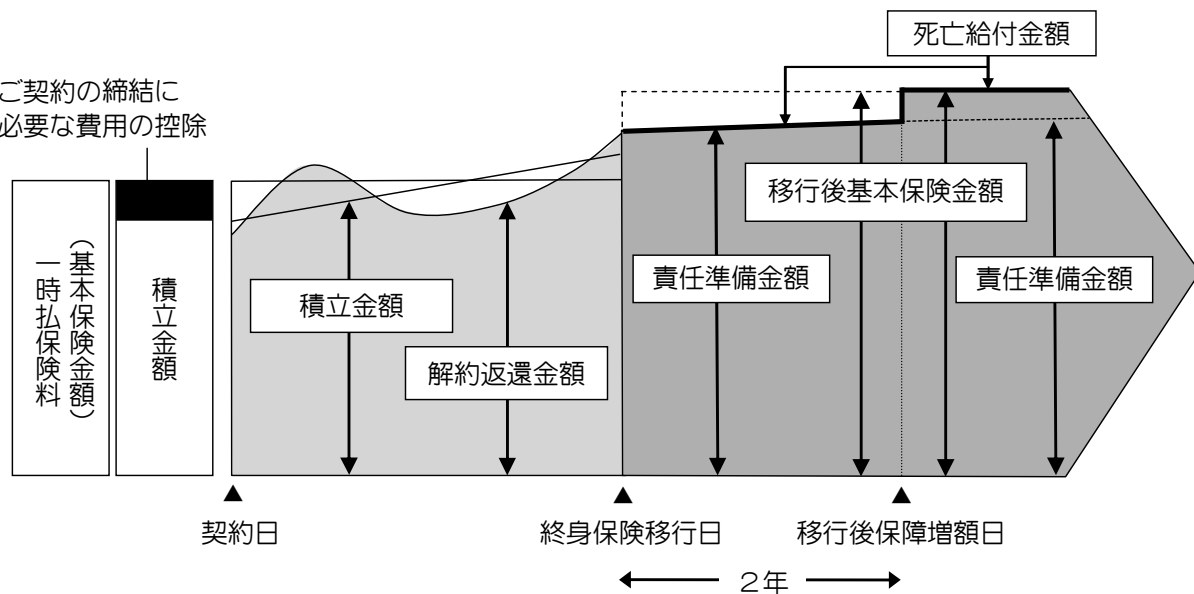 死亡給付金額
ご契約の締結に
必要な費用の控除
移行後基本保険金額
一時払保険料
（基本保険金額）
積立金額
積立金額
解約返還金額
責任準備金額
責任準備金額
▲
契約日
▲
終身保険移行日
▲
移行後保障増額日
２年